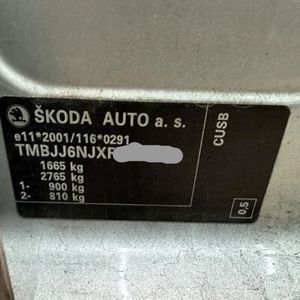 ŠKODA AUTO a. s.
e11*2001/116*0291
TMBJJ6NJXF
1665 kg
2765 kg
1- 900 kg
2- 810 kg
CUSB
0,5